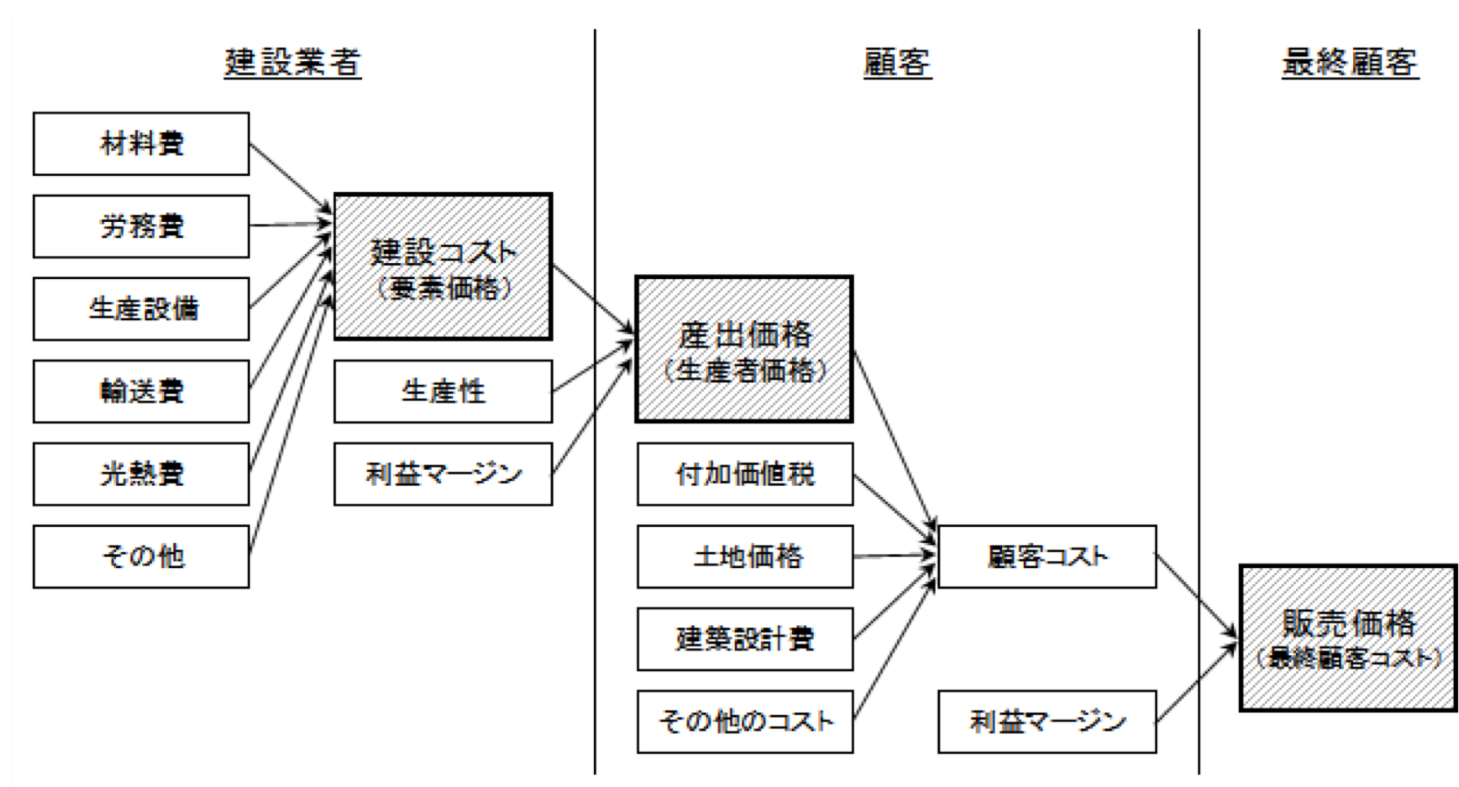 建設業者
顧客
最終顧客
材料費
労務費
生産設備
輸送費
光熱費
その他
建設コスト
(要素価格)
生産性
利益マージン
産出価格
(生産者価格)
付加価値税
土地価格
建築設計費
その他のコスト
顧客コスト
利益マージン
販売価格
(最終顧客コスト)